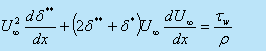 U∞² dδ**/dx + (2δ** + δ*)U∞ dU∞/dx = τw/ρ